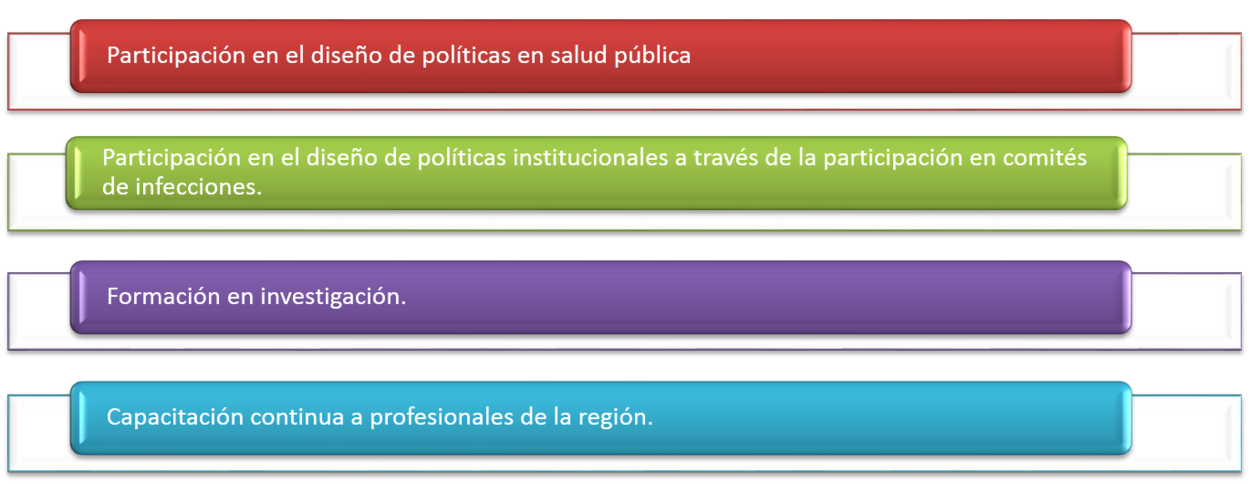 Participación en el diseño de políticas en salud pública
Participación en el diseño de políticas institucionales a través de la participación en comités
de infecciones.
Formación en investigación.
Capacitación continua a profesionales de la región.